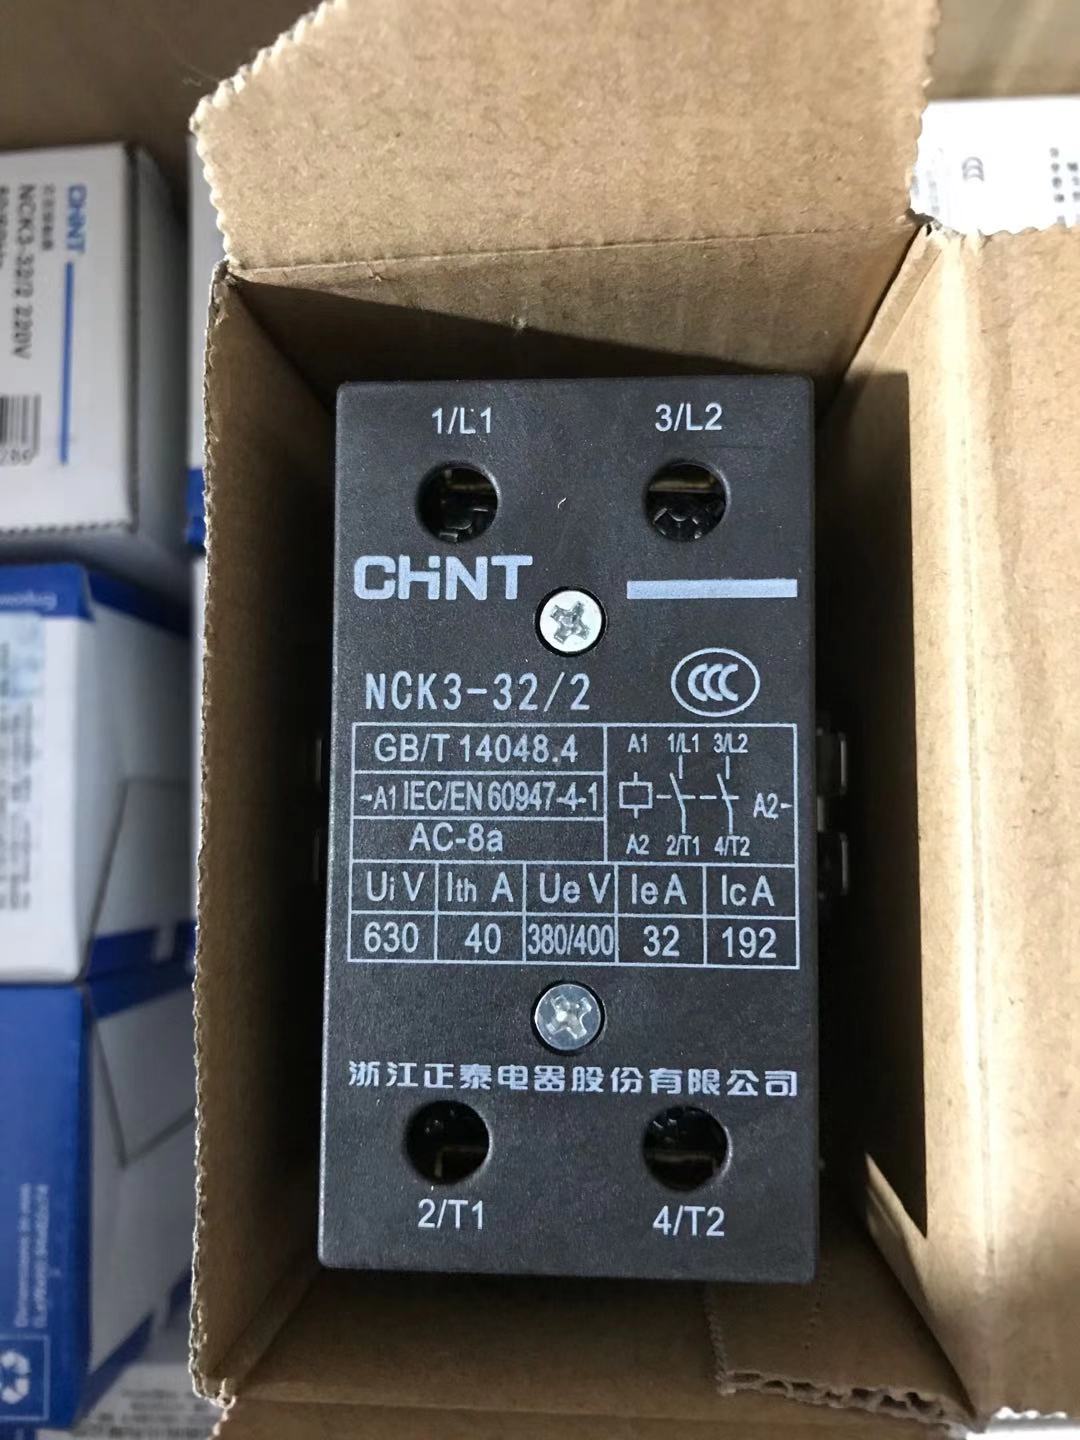 1/L1 3/L2
CHINT
NCK3-32/2 CCC
GB/T 14048.4
~A1 IEC/EN 60947-4-1
AC-8a
A1 1/L1 3/L2
A2-
A2 2/T1 4/T2
Ui V Ith A Ue V Ie A Ic A
630 40 380/400 32 192
浙江正泰电器股份有限公司
2/T1 4/T2
CHNT
NCK3-32/2 220V